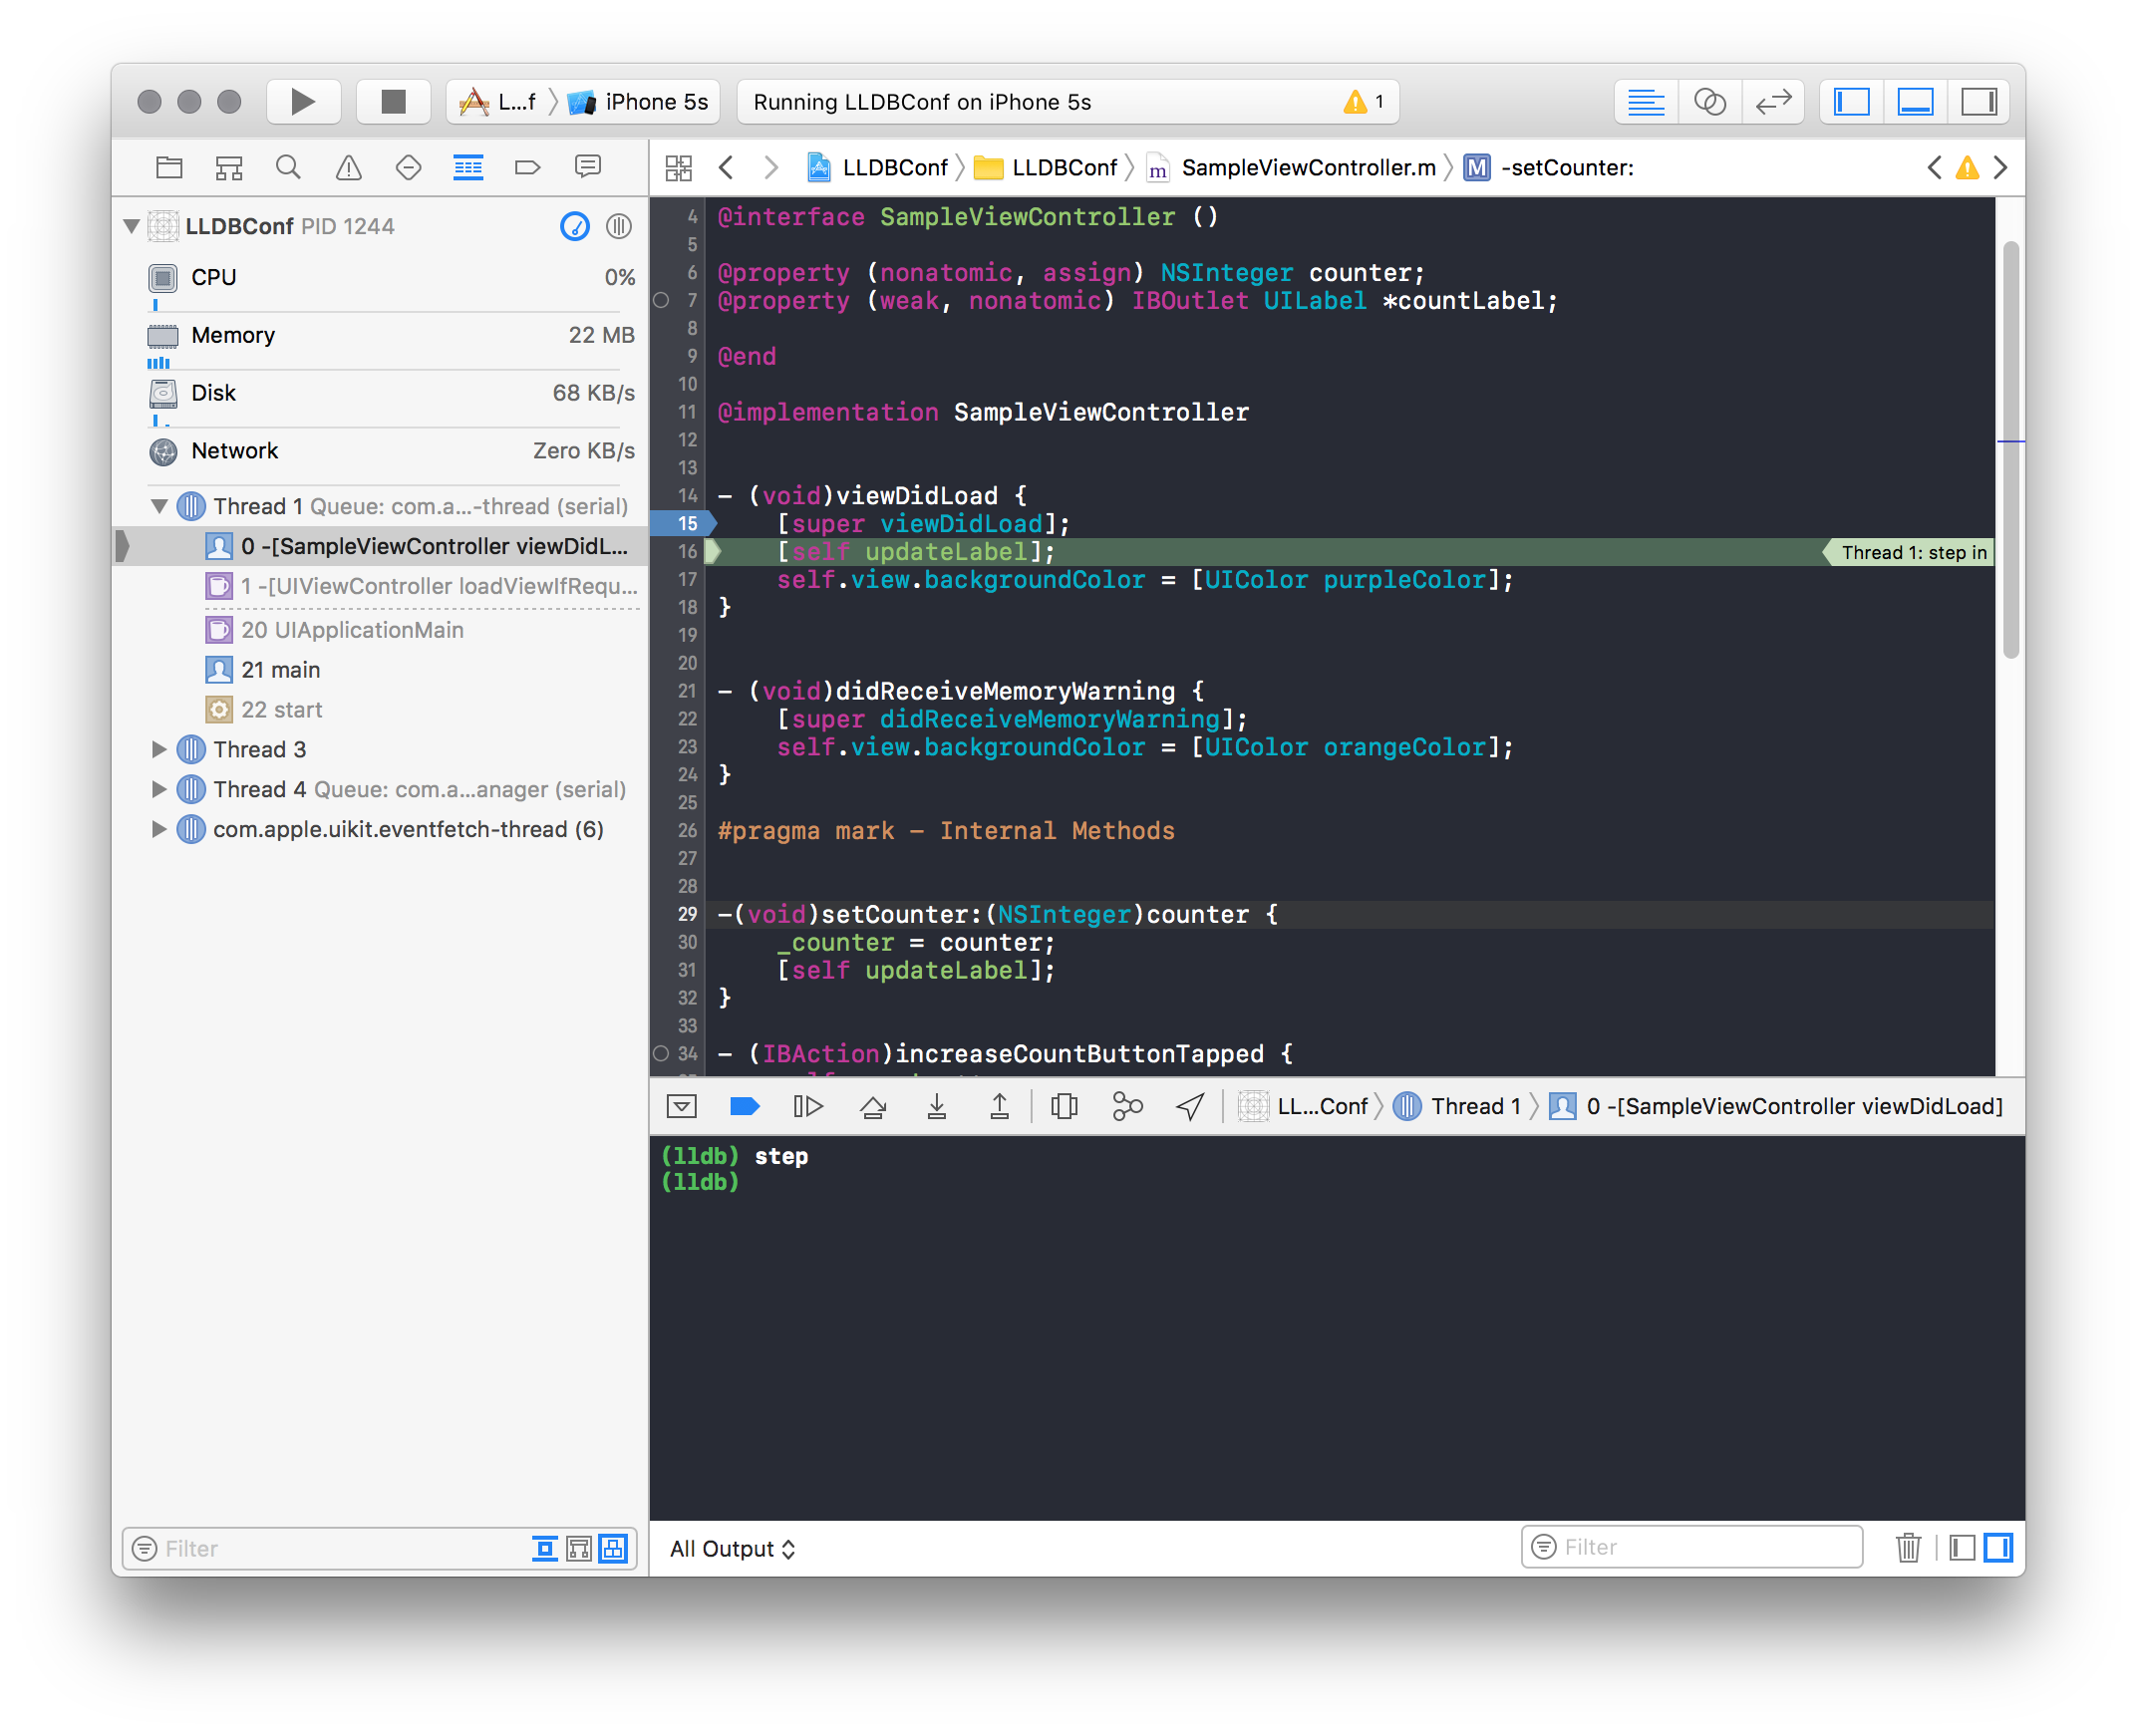 L...f
iPhone 5s
Running LLDBConf on iPhone 5s
1
LLDBConf PID 1244
CPU 0%
Memory 22 MB
Disk 68 KB/s
Network Zero KB/s
Thread 1 Queue: com.a...-thread (serial)
0 -[SampleViewController viewDidL...
1 -[UIViewController loadViewIfRequ...
20 UIApplicationMain
21 main
22 start
Thread 3
Thread 4 Queue: com.a...anager (serial)
com.apple.uikit.eventfetch-thread (6)
Filter
LLDBConf
LLDBConf
m SampleViewController.m
M -setCounter:
4 @interface SampleViewController ()
5
6 @property (nonatomic, assign) NSInteger counter;
7 @property (weak, nonatomic) IBOutlet UILabel *countLabel;
8
9 @end
10
11 @implementation SampleViewController
12
13
14 - (void)viewDidLoad {
15 [super viewDidLoad];
16 [self updateLabel]; Thread 1: step in
17 self.view.backgroundColor = [UIColor purpleColor];
18 }
19
20
21 - (void)didReceiveMemoryWarning {
22 [super didReceiveMemoryWarning];
23 self.view.backgroundColor = [UIColor orangeColor];
24 }
25
26 #pragma mark - Internal Methods
27
28
29 -(void)setCounter:(NSInteger)counter {
30 _counter = counter;
31 [self updateLabel];
32 }
33
34 - (IBAction)increaseCountButtonTapped {
LL...Conf
Thread 1
0 -[SampleViewController viewDidLoad]
(lldb) step
(lldb)
All Output
Filter